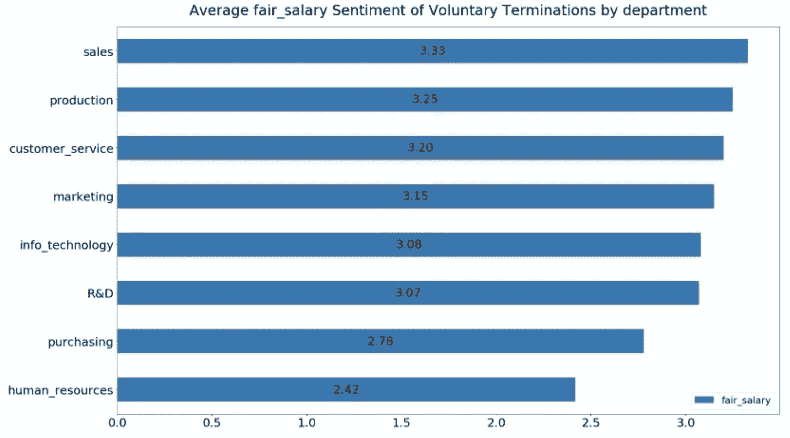 Average fair_salary Sentiment of Voluntary Terminations by department
sales 3.33
production 3.25
customer_service 3.20
marketing 3.15
info_technology 3.08
R&D 3.07
purchasing 2.78
human_resources 2.42
fair_salary
0.0 0.5 1.0 1.5 2.0 2.5 3.0